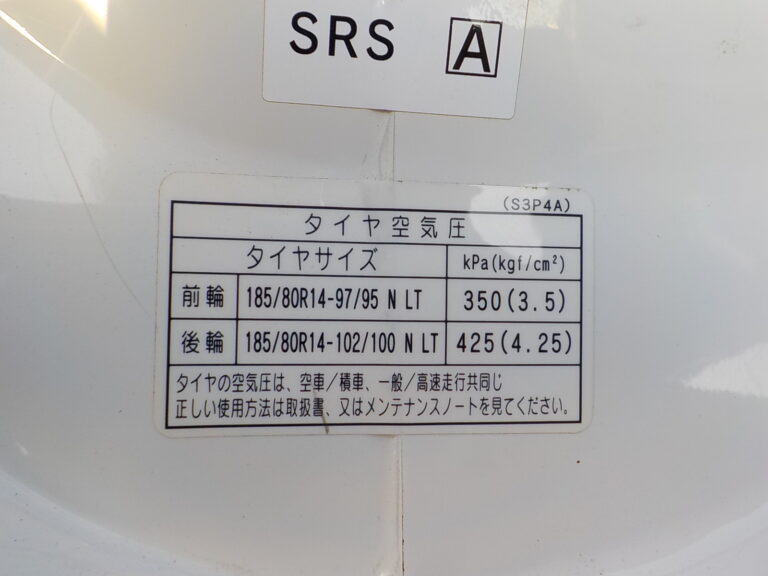 SRS A
(S3P4A)
タイヤ空気圧
タイヤサイズ kPa(kgf/cm²)
前輪 185/80R14-97/95 N LT 350(3.5)
後輪 185/80R14-102/100 N LT 425(4.25)
タイヤの空気圧は、空車/積車、一般/高速走行共同じ
正しい使用方法は取扱書、又はメンテナンスノートを見てください。